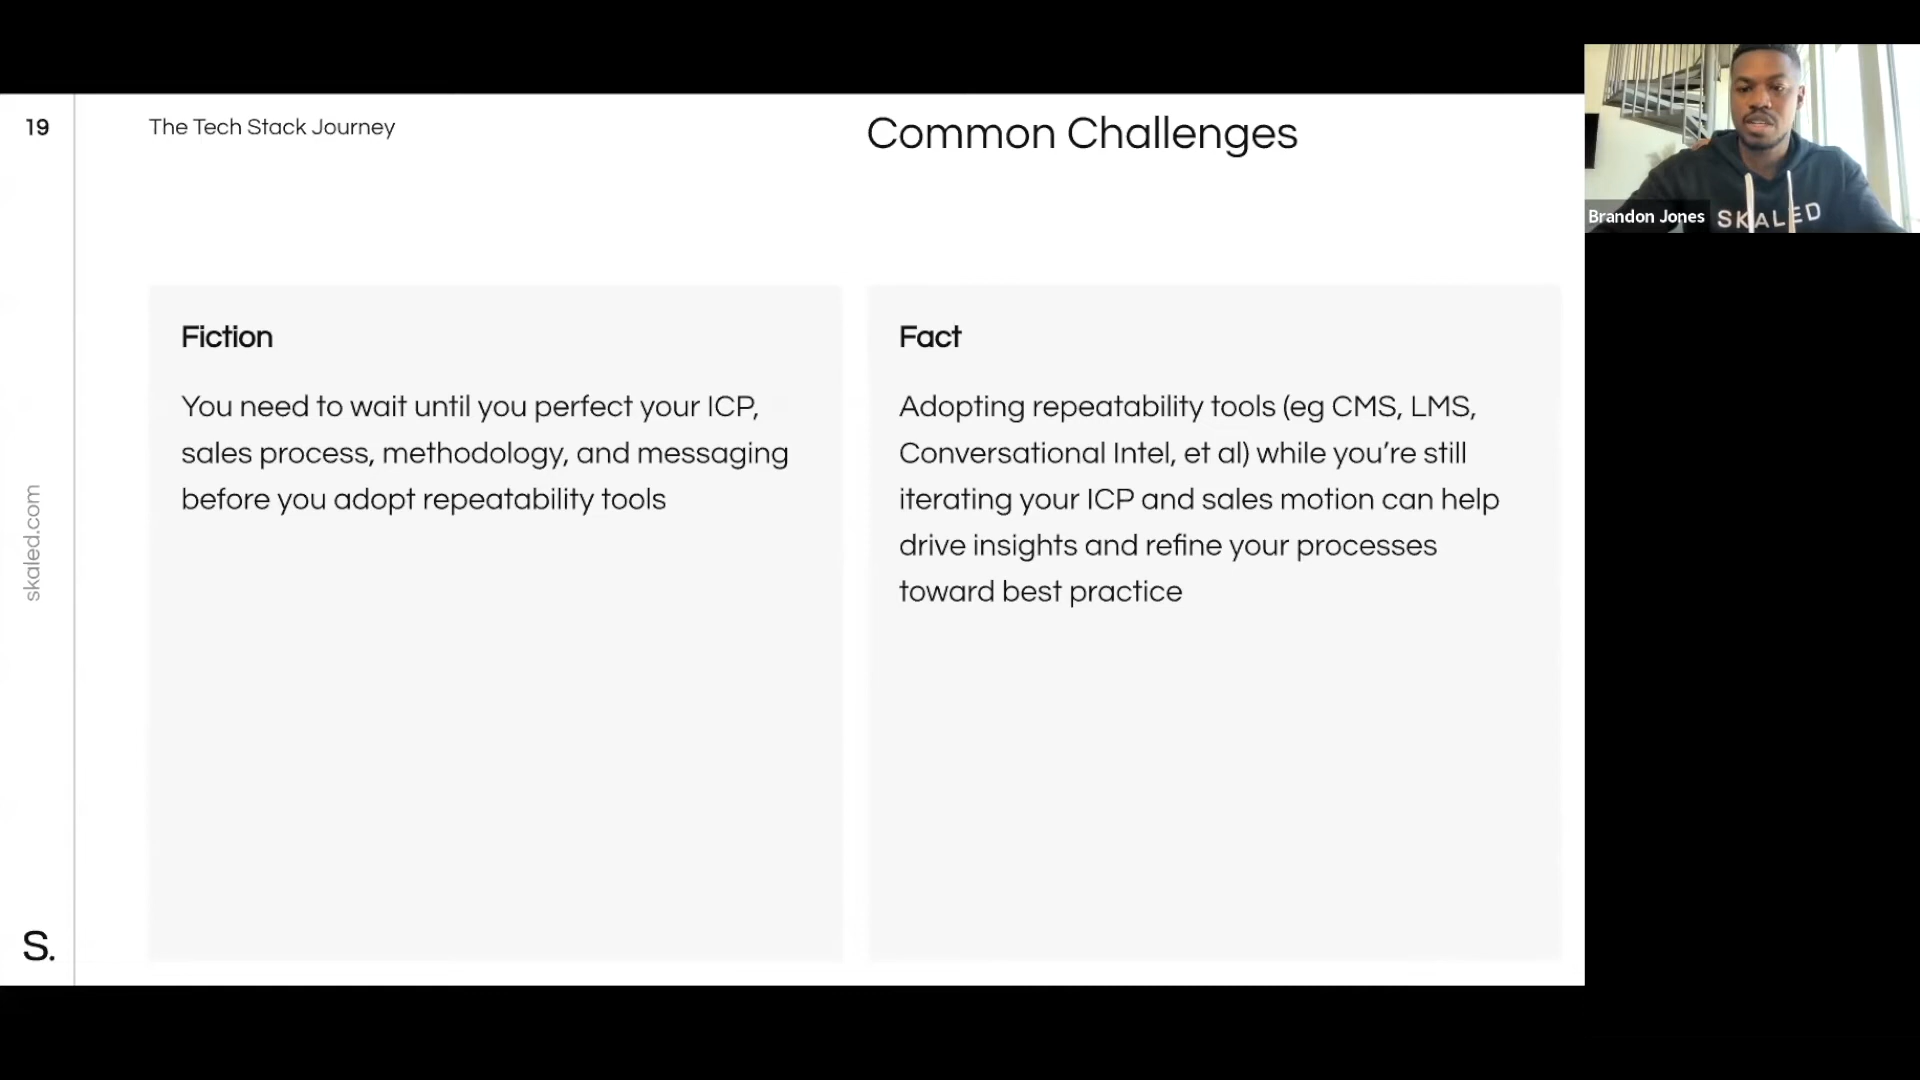 19
The Tech Stack Journey
Common Challenges
Fiction
You need to wait until you perfect your ICP,
sales process, methodology, and messaging
before you adopt repeatability tools
Fact
Adopting repeatability tools (eg CMS, LMS,
Conversational Intel, et al) while you’re still
iterating your ICP and sales motion can help
drive insights and refine your processes
toward best practice
skaled.com
S.
Brandon Jones
SKALED